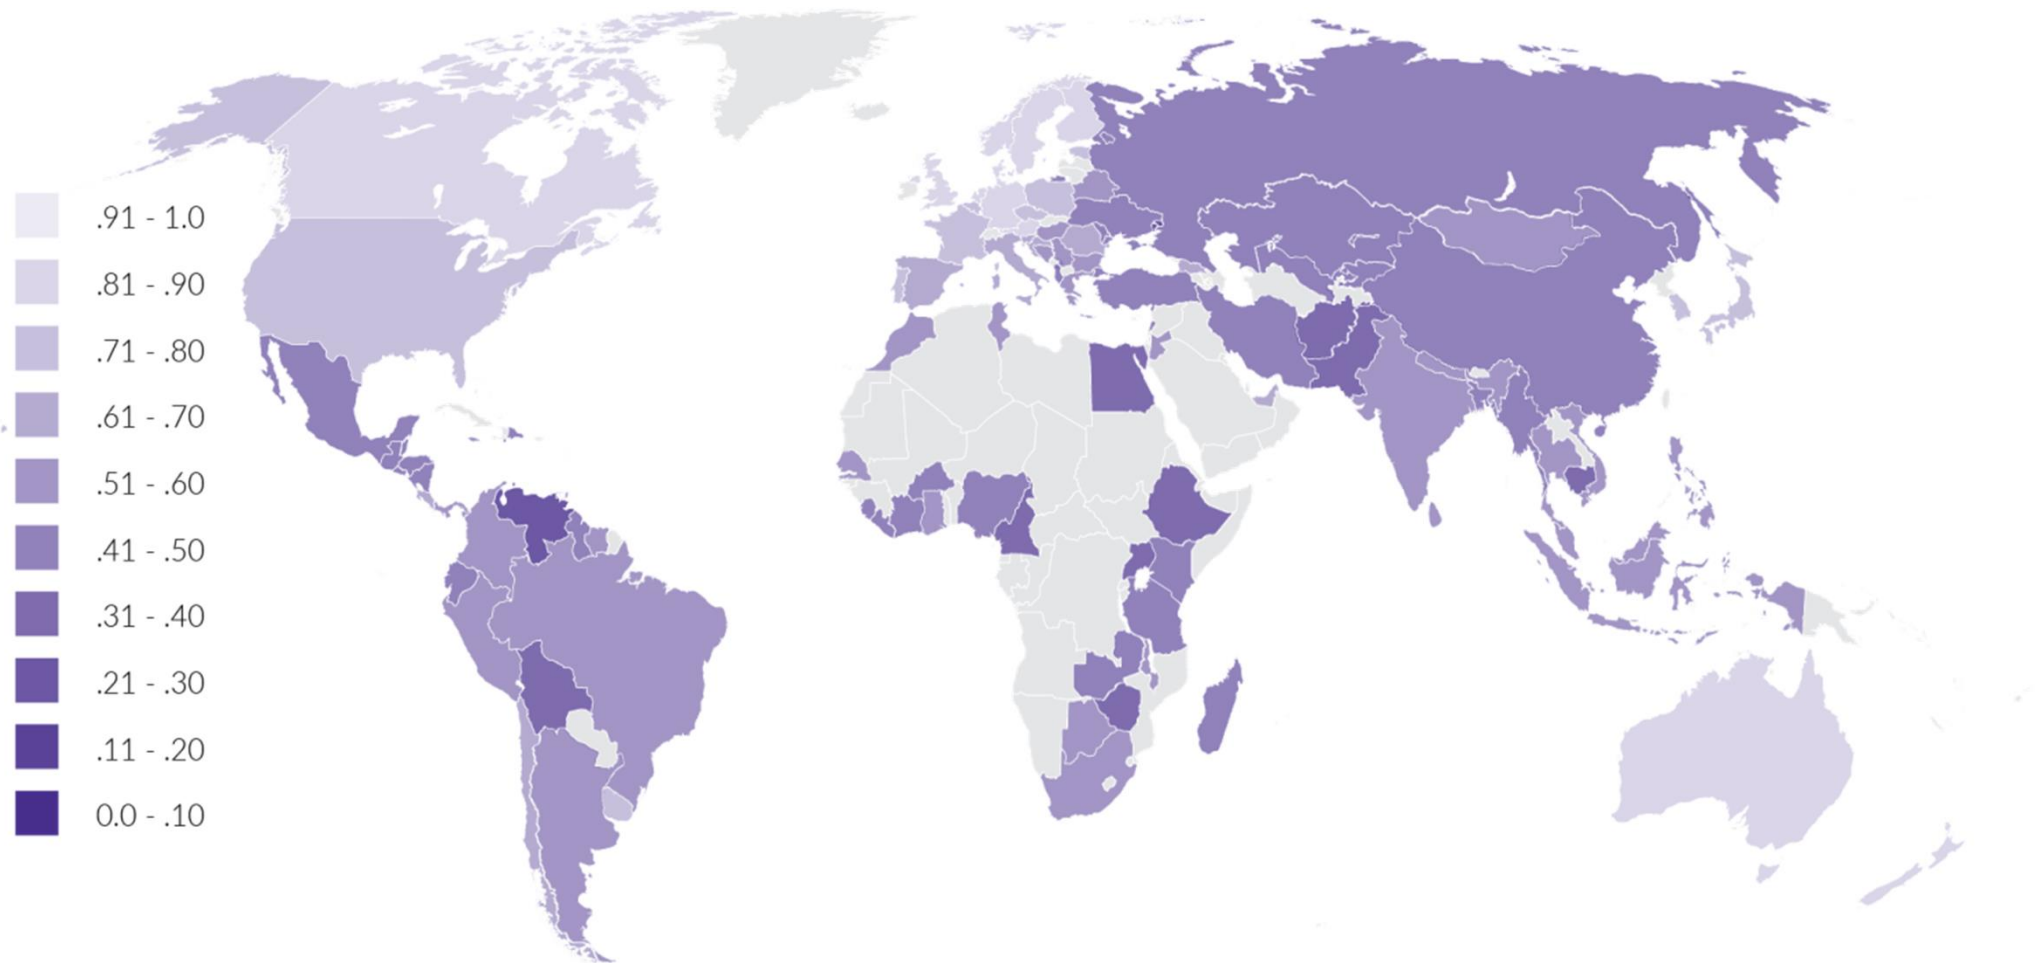 .91 - 1.0
.81 - .90
.71 - .80
.61 - .70
.51 - .60
.41 - .50
.31 - .40
.21 - .30
.11 - .20
0.0 - .10